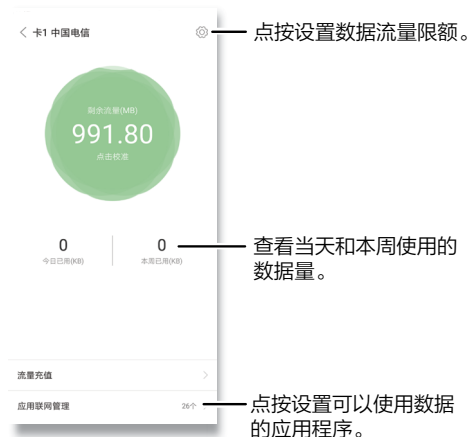 卡1 中国电信
点按设置数据流量限额。
剩余流量(MB)
991.80
点击校准
0
今日已用(KB)
0
本周已用(KB)
查看当天和本周使用的
数据量。
流量充值
应用联网管理
26个
点按设置可以使用数据
的应用程序。